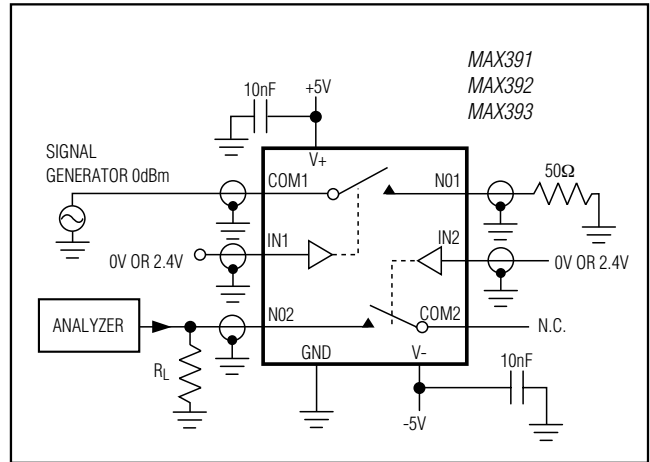 MAX391
MAX392
MAX393
10nF
+5V
V+
SIGNAL
GENERATOR 0dBm
COM1
N01
50Ω
IN1
IN2
0V OR 2.4V
0V OR 2.4V
ANALYZER
N02
COM2
N.C.
RL
GND
V-
10nF
-5V